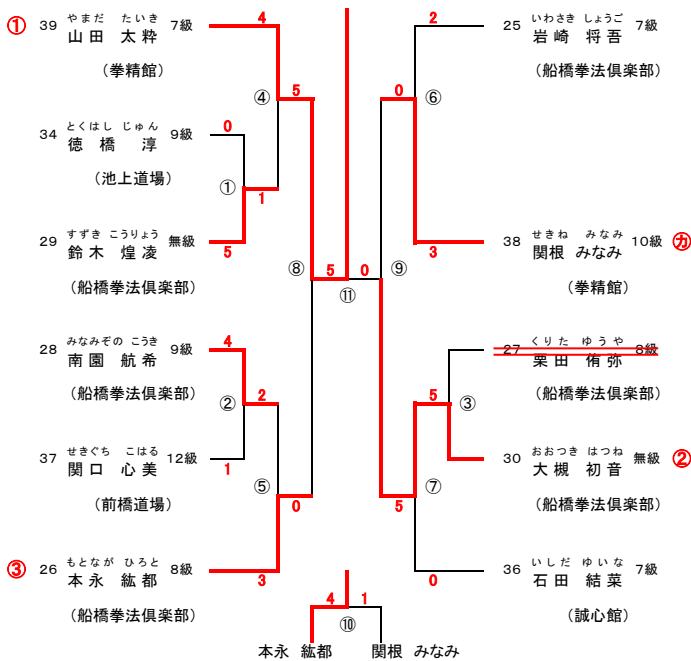 ① 39 やまだ たいき 山田 太粋 7級 4
(拳精館)
④ 5
34 とくはし じゅん 徳橋 淳 9級 0
(池上道場)
① 1
29 すずき こうりょう 鈴木 煌凌 無級 5
(船橋拳法倶楽部)
⑧ 5
28 みなみぞの こうき 南園 航希 9級 4
(船橋拳法倶楽部)
② 2
37 せきぐち こはる 関口 心美 12級 1
(前橋道場)
⑤ 0
③ 26 もとなが ひろと 本永 紘都 8級 3
(船橋拳法倶楽部)
⑪ 0
2 25 いわさき しょうご 岩崎 将吾 7級
(船橋拳法倶楽部)
0 ⑥
3 38 せきね みなみ 関根 みなみ 10級 カ
(拳精館)
⑨
27 くりた ゆうや 栗田 侑弥 8級
(船橋拳法倶楽部)
5 ③
30 おおつき はつね 大槻 初音 無級 ②
(船橋拳法倶楽部)
5 ⑦
0 36 いしだ ゆいな 石田 結菜 7級
(誠心館)
4 1
⑩
本永 紘都 関根 みなみ